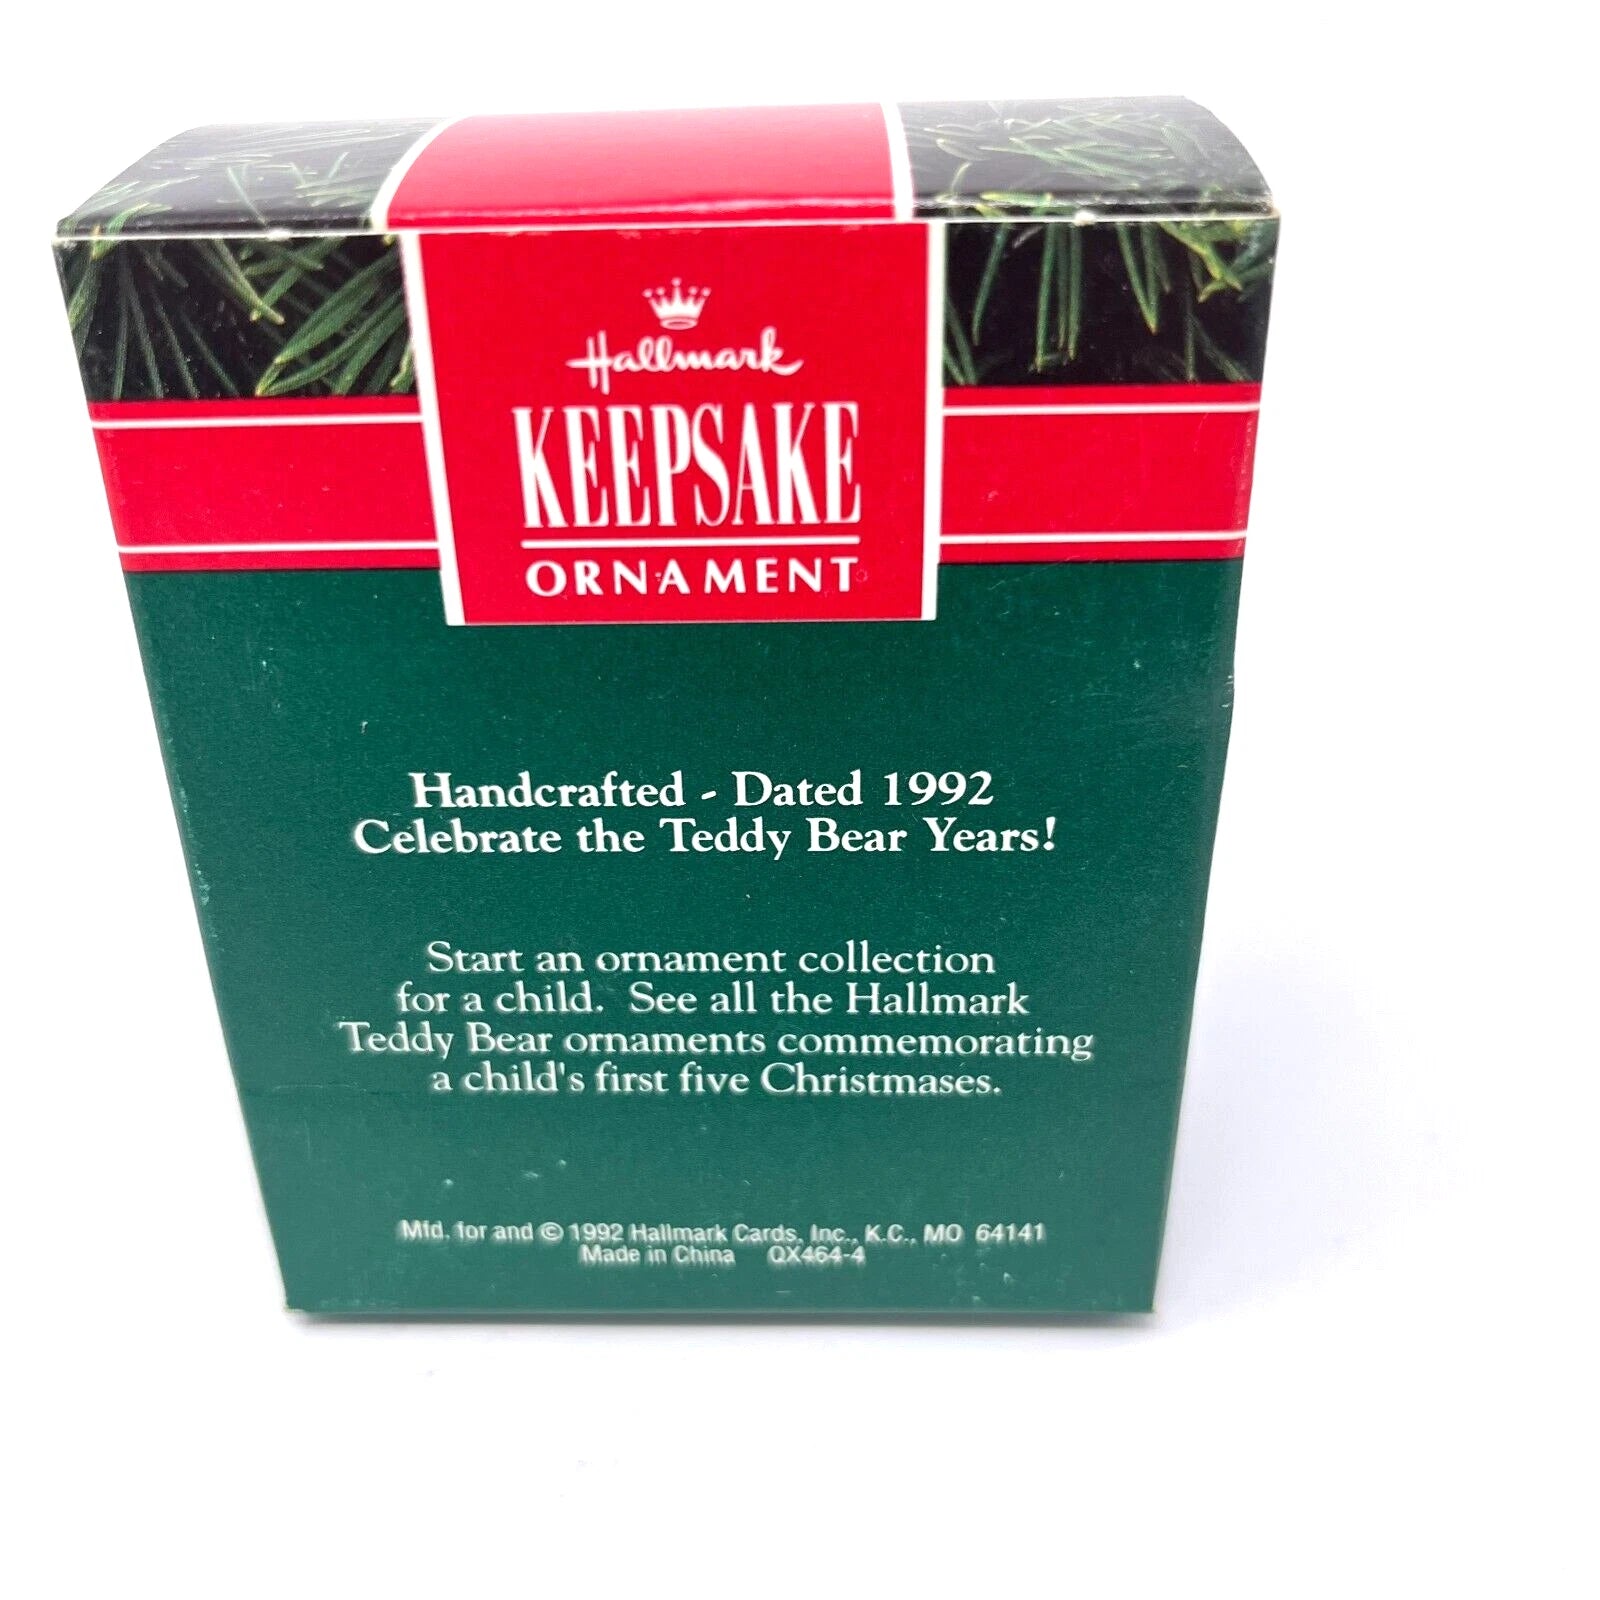 Hallmark
KEEPSAKE
ORNAMENT
Handcrafted - Dated 1992
Celebrate the Teddy Bear Years!
Start an ornament collection
for a child. See all the Hallmark
Teddy Bear ornaments commemorating
a child's first five Christmases.
Mfd. for and © 1992 Hallmark Cards, Inc., K.C., MO 64141
Made in China QX464-4